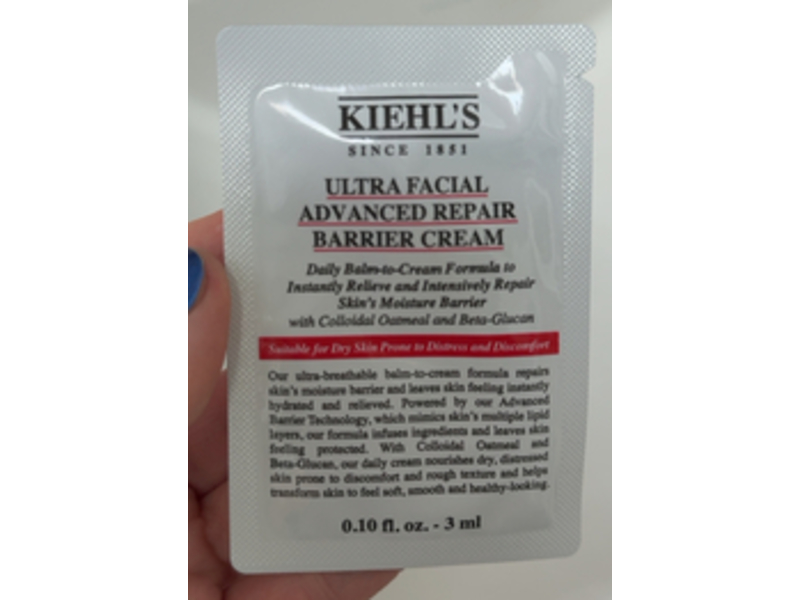 KIEHL'S
SINCE 1851
ULTRA FACIAL
ADVANCED REPAIR
BARRIER CREAM
Daily Balm-to-Cream Formula to
Instantly Relieve and Intensively Repair
Skin's Moisture Barrier
with Colloidal Oatmeal and Beta-Glucan
Suitable for Dry Skin Prone to Distress and Discomfort
Our ultra-breathable balm-to-cream formula repairs
skin's moisture barrier and leaves skin feeling instantly
hydrated and relieved. Powered by our Advanced
Barrier Technology, which mimics skin's multiple lipid
layers, our formula infuses ingredients and leaves skin
feeling protected. With Colloidal Oatmeal and
Beta-Glucan, our daily cream nourishes dry, distressed
skin prone to discomfort and rough texture and helps
transform skin to feel soft, smooth and healthy-looking.
0.10 fl. oz. - 3 ml